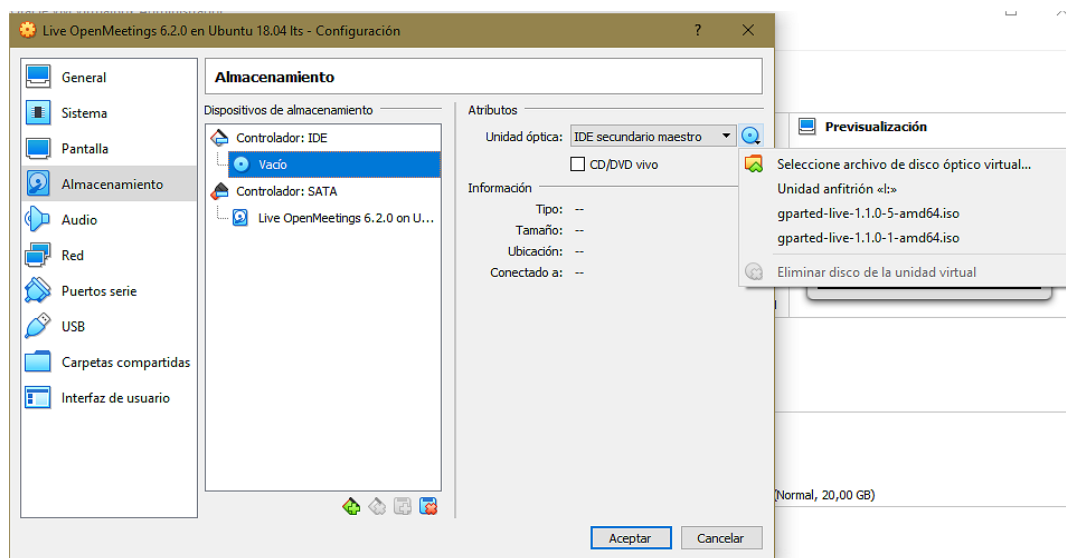 Live OpenMeetings 6.2.0 en Ubuntu 18.04 lts - Configuración
?
General
Sistema
Pantalla
Almacenamiento
Audio
Red
Puertos serie
USB
Carpetas compartidas
Interfaz de usuario
Almacenamiento
Dispositivos de almacenamiento
Controlador: IDE
Vacío
Controlador: SATA
Live OpenMeetings 6.2.0 on U...
Atributos
Unidad óptica: IDE secundario maestro
CD/DVD vivo
Información
Tipo: --
Tamaño: --
Ubicación: --
Conectado a: --
Aceptar
Cancelar
Previsualización
Seleccione archivo de disco óptico virtual...
Unidad anfitrión «I:»
gparted-live-1.1.0-5-amd64.iso
gparted-live-1.1.0-1-amd64.iso
Eliminar disco de la unidad virtual
(Normal, 20,00 GB)